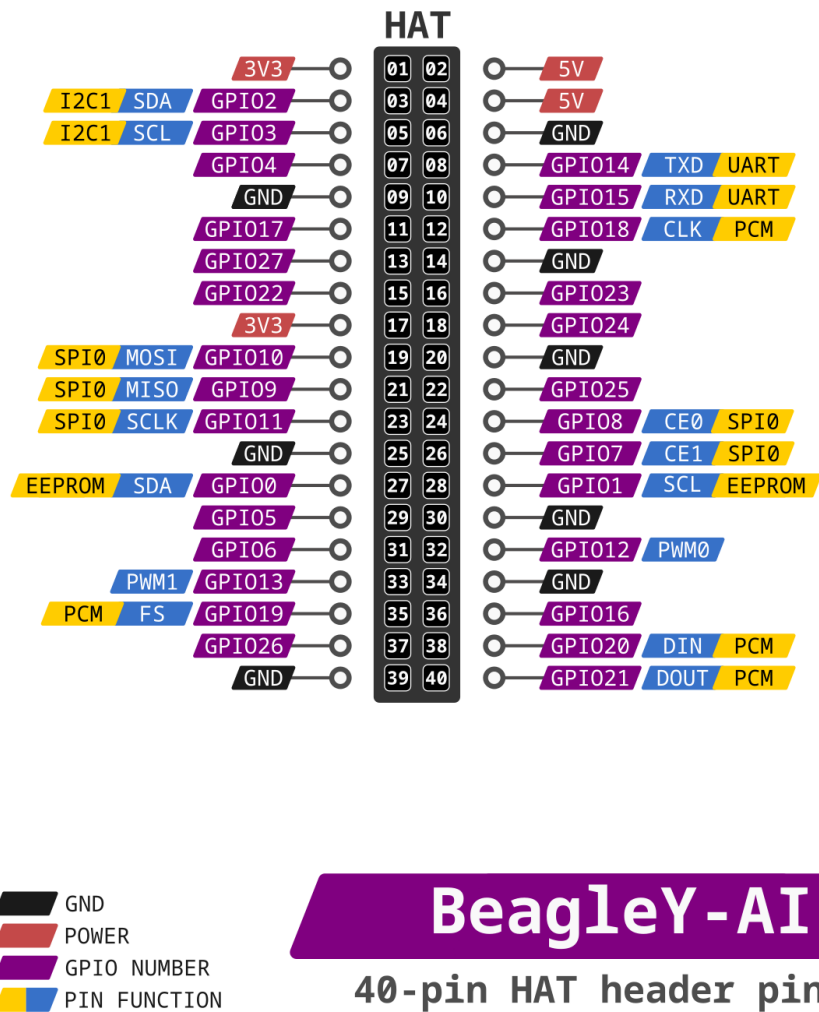 HAT
3V3 01 02 5V
I2C1 SDA GPIO2 03 04 5V
I2C1 SCL GPIO3 05 06 GND
GPIO4 07 08 GPIO14 TXD UART
GND 09 10 GPIO15 RXD UART
GPIO17 11 12 GPIO18 CLK PCM
GPIO27 13 14 GND
GPIO22 15 16 GPIO23
3V3 17 18 GPIO24
SPI0 MOSI GPIO10 19 20 GND
SPI0 MISO GPIO9 21 22 GPIO25
SPI0 SCLK GPIO11 23 24 GPIO8 CE0 SPI0
GND 25 26 GPIO7 CE1 SPI0
EEPROM SDA GPIO0 27 28 GPIO1 SCL EEPROM
GPIO5 29 30 GND
GPIO6 31 32 GPIO12 PWM0
PWM1 GPIO13 33 34 GND
PCM FS GPIO19 35 36 GPIO16
GPIO26 37 38 GPIO20 DIN PCM
GND 39 40 GPIO21 DOUT PCM
GND
POWER
GPIO NUMBER
PIN FUNCTION
BeagleY-AI
40-pin HAT header pin